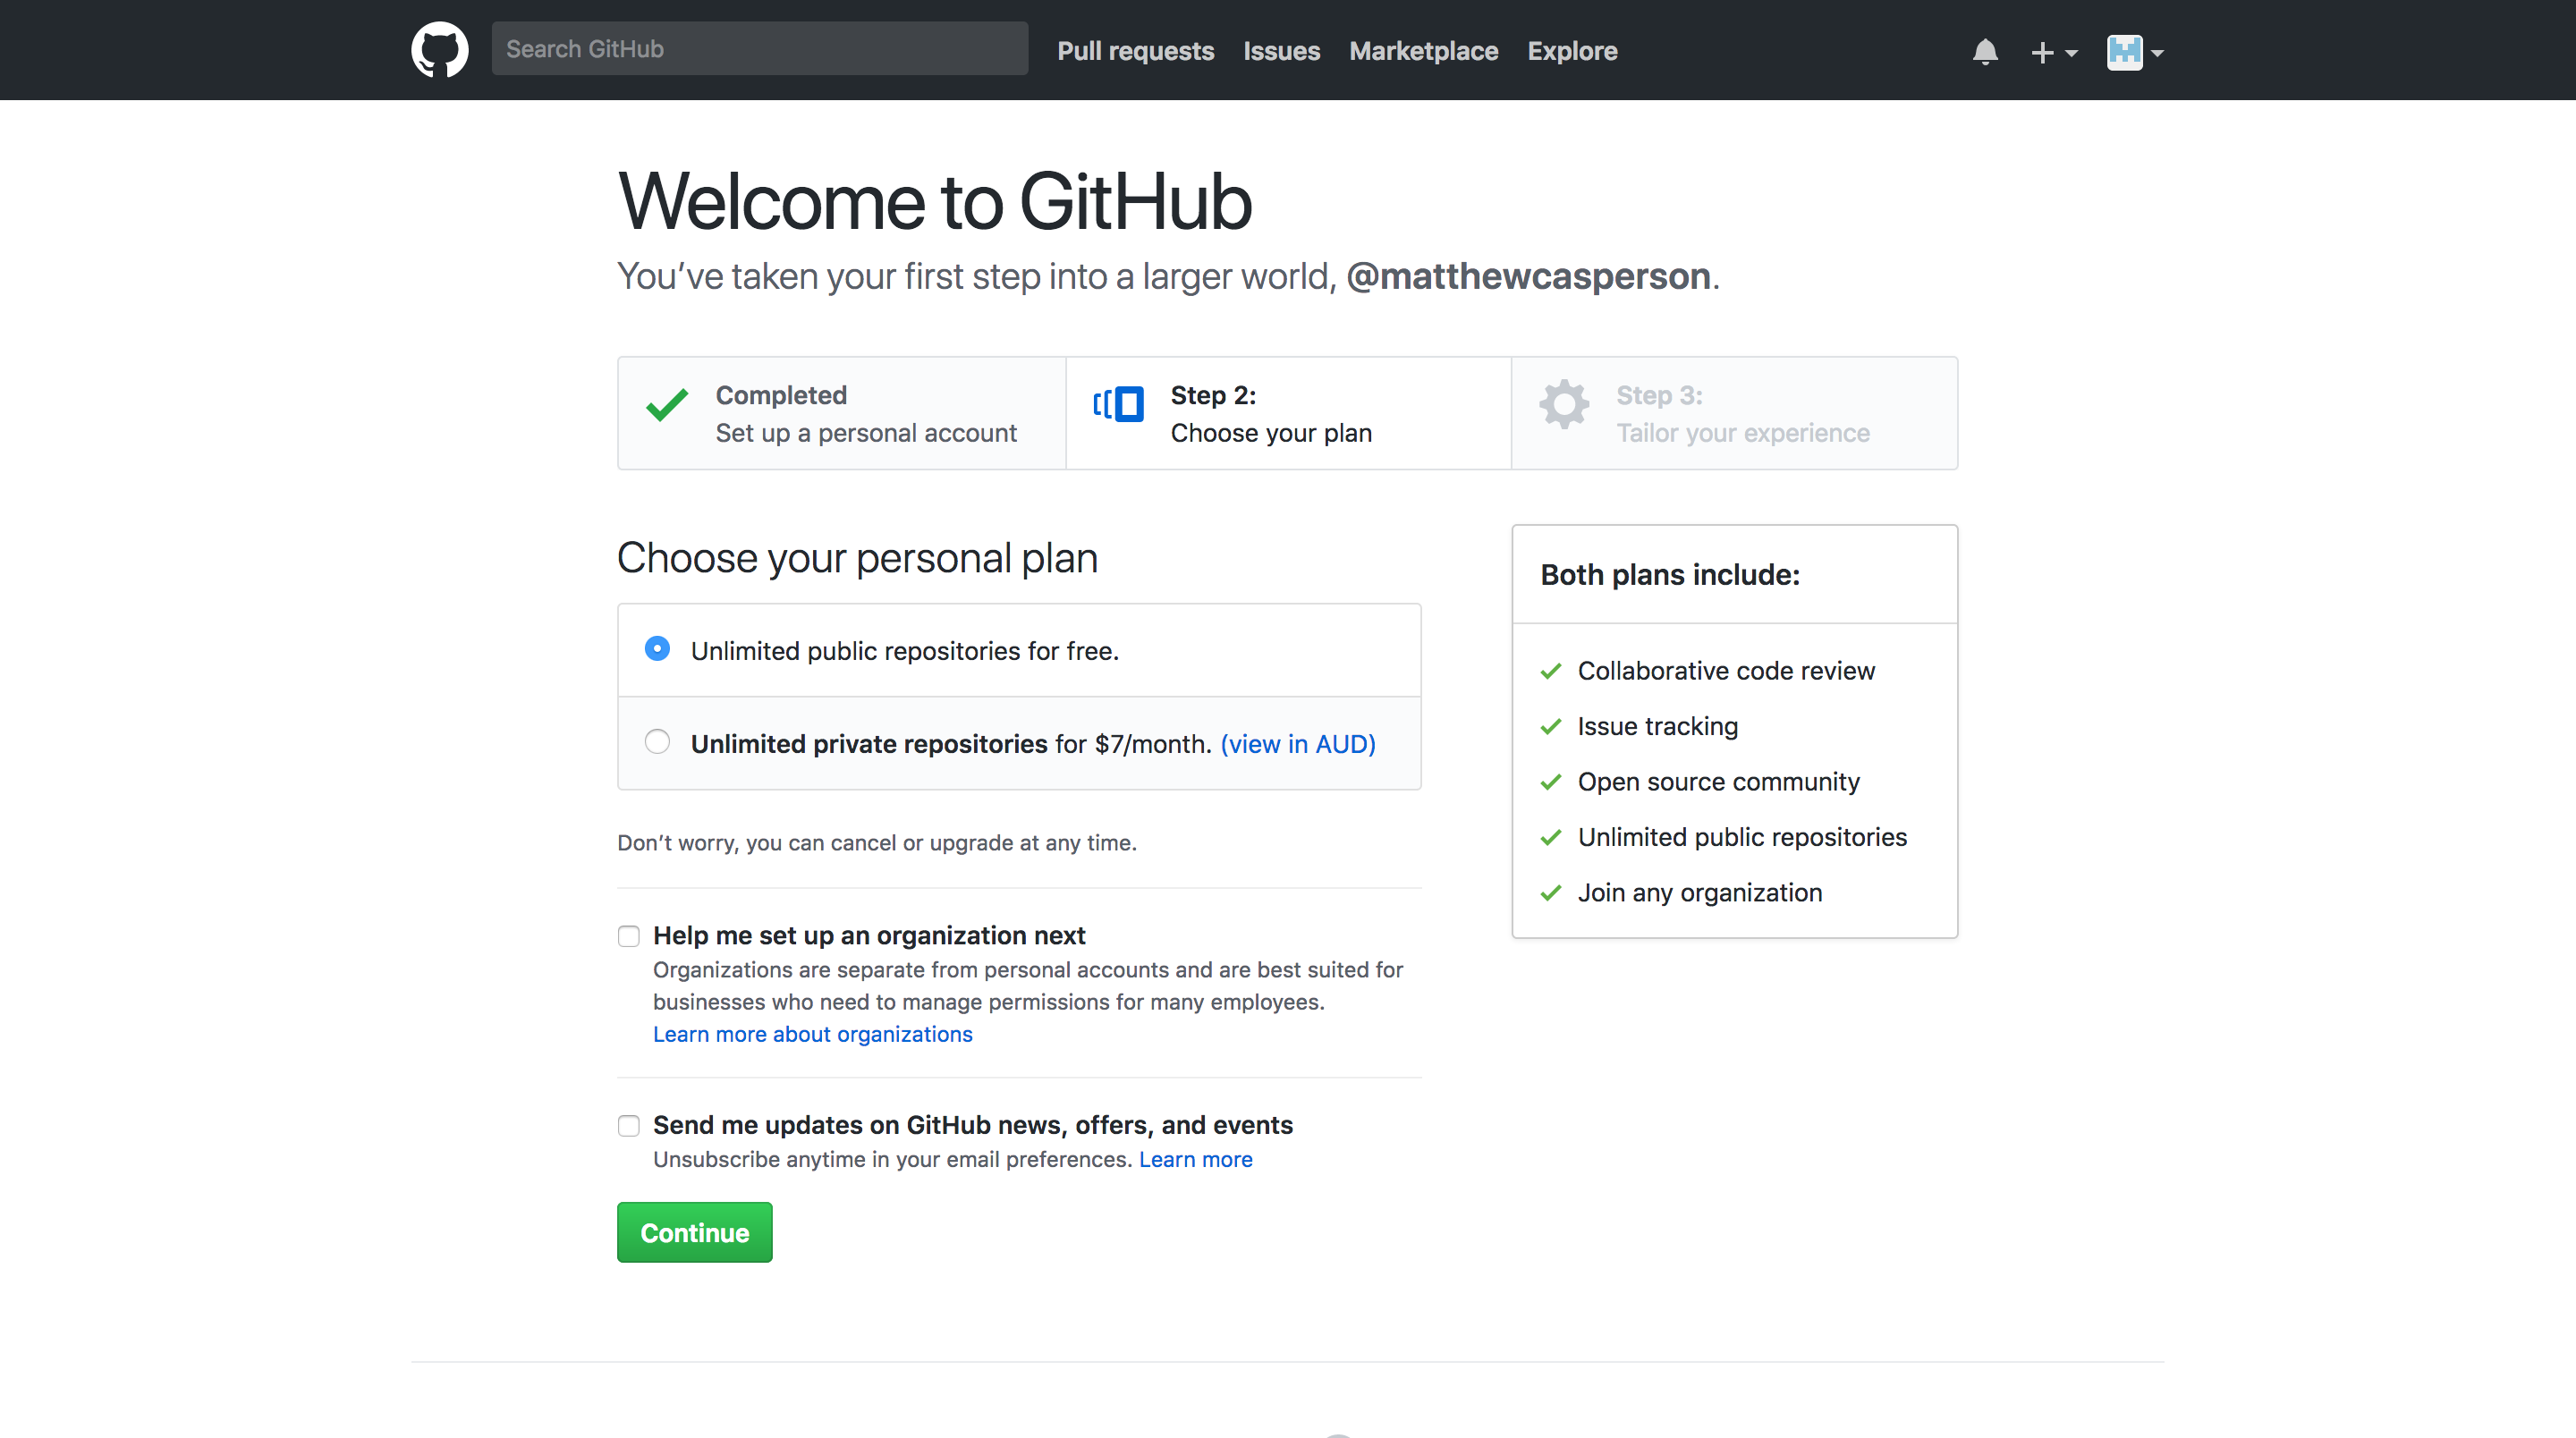 Search GitHub
Pull requests
Issues
Marketplace
Explore
Welcome to GitHub
You’ve taken your first step into a larger world, @matthewcasperson.
Completed
Set up a personal account
Step 2:
Choose your plan
Step 3:
Tailor your experience
Choose your personal plan
Unlimited public repositories for free.
Unlimited private repositories for $7/month. (view in AUD)
Don’t worry, you can cancel or upgrade at any time.
Help me set up an organization next
Organizations are separate from personal accounts and are best suited for
businesses who need to manage permissions for many employees.
Learn more about organizations
Send me updates on GitHub news, offers, and events
Unsubscribe anytime in your email preferences. Learn more
Continue
Both plans include:
Collaborative code review
Issue tracking
Open source community
Unlimited public repositories
Join any organization